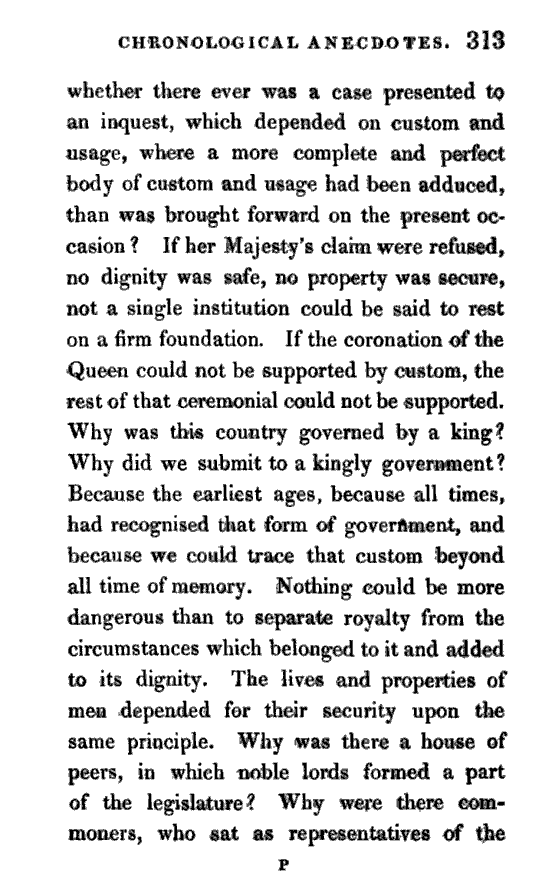 CHRONOLOGICAL ANECDOTES. 313
whether there ever was a case presented to
an inquest, which depended on custom and
usage, where a more complete and perfect
body of custom and usage had been adduced,
than was brought forward on the present oc-
casion? If her Majesty's claim were refused,
no dignity was safe, no property was secure,
not a single institution could be said to rest
on a firm foundation. If the coronation of the
Queen could not be supported by custom, the
rest of that ceremonial could not be supported.
Why was this country governed by a king?
Why did we submit to a kingly government?
Because the earliest ages, because all times,
had recognised that form of government, and
because we could trace that custom beyond
all time of memory. Nothing could be more
dangerous than to separate royalty from the
circumstances which belonged to it and added
to its dignity. The lives and properties of
men depended for their security upon the
same principle. Why was there a house of
peers, in which noble lords formed a part
of the legislature? Why were there com-
moners, who sat as representatives of the
P